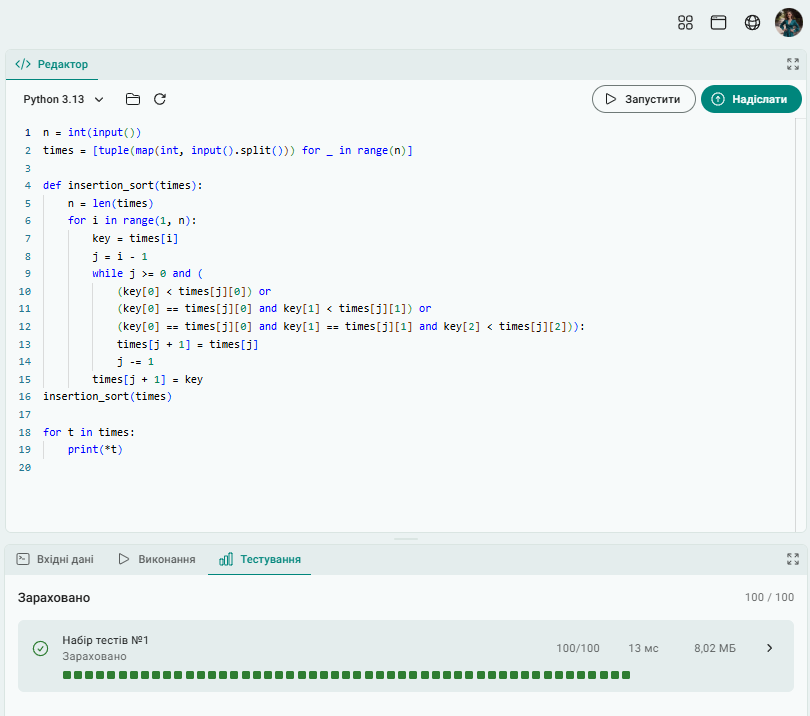 </> Редактор
Python 3.13
Запустити
Надіслати
1 n = int(input())
2 times = [tuple(map(int, input().split())) for _ in range(n)]
3
4 def insertion_sort(times):
5     n = len(times)
6     for i in range(1, n):
7         key = times[i]
8         j = i - 1
9         while j >= 0 and (
10             (key[0] < times[j][0]) or
11             (key[0] == times[j][0] and key[1] < times[j][1]) or
12             (key[0] == times[j][0] and key[1] == times[j][1] and key[2] < times[j][2])):
13             times[j + 1] = times[j]
14             j -= 1
15         times[j + 1] = key
16 insertion_sort(times)
17
18 for t in times:
19     print(*t)
20
Вхідні дані
Виконання
Тестування
Зараховано 100 / 100
Набір тестів №1
Зараховано
100/100 13 мс 8,02 МБ